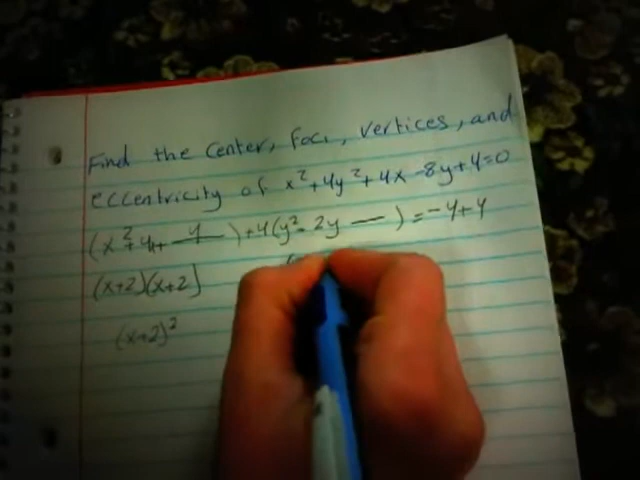 Find the center, foci, vertices, and
eccentricity of x²+4y²+4x-8y+4=0
(x²+4x+ 4 )+4(y²-2y — )=-4+4
(x+2)(x+2)
(x+2)²